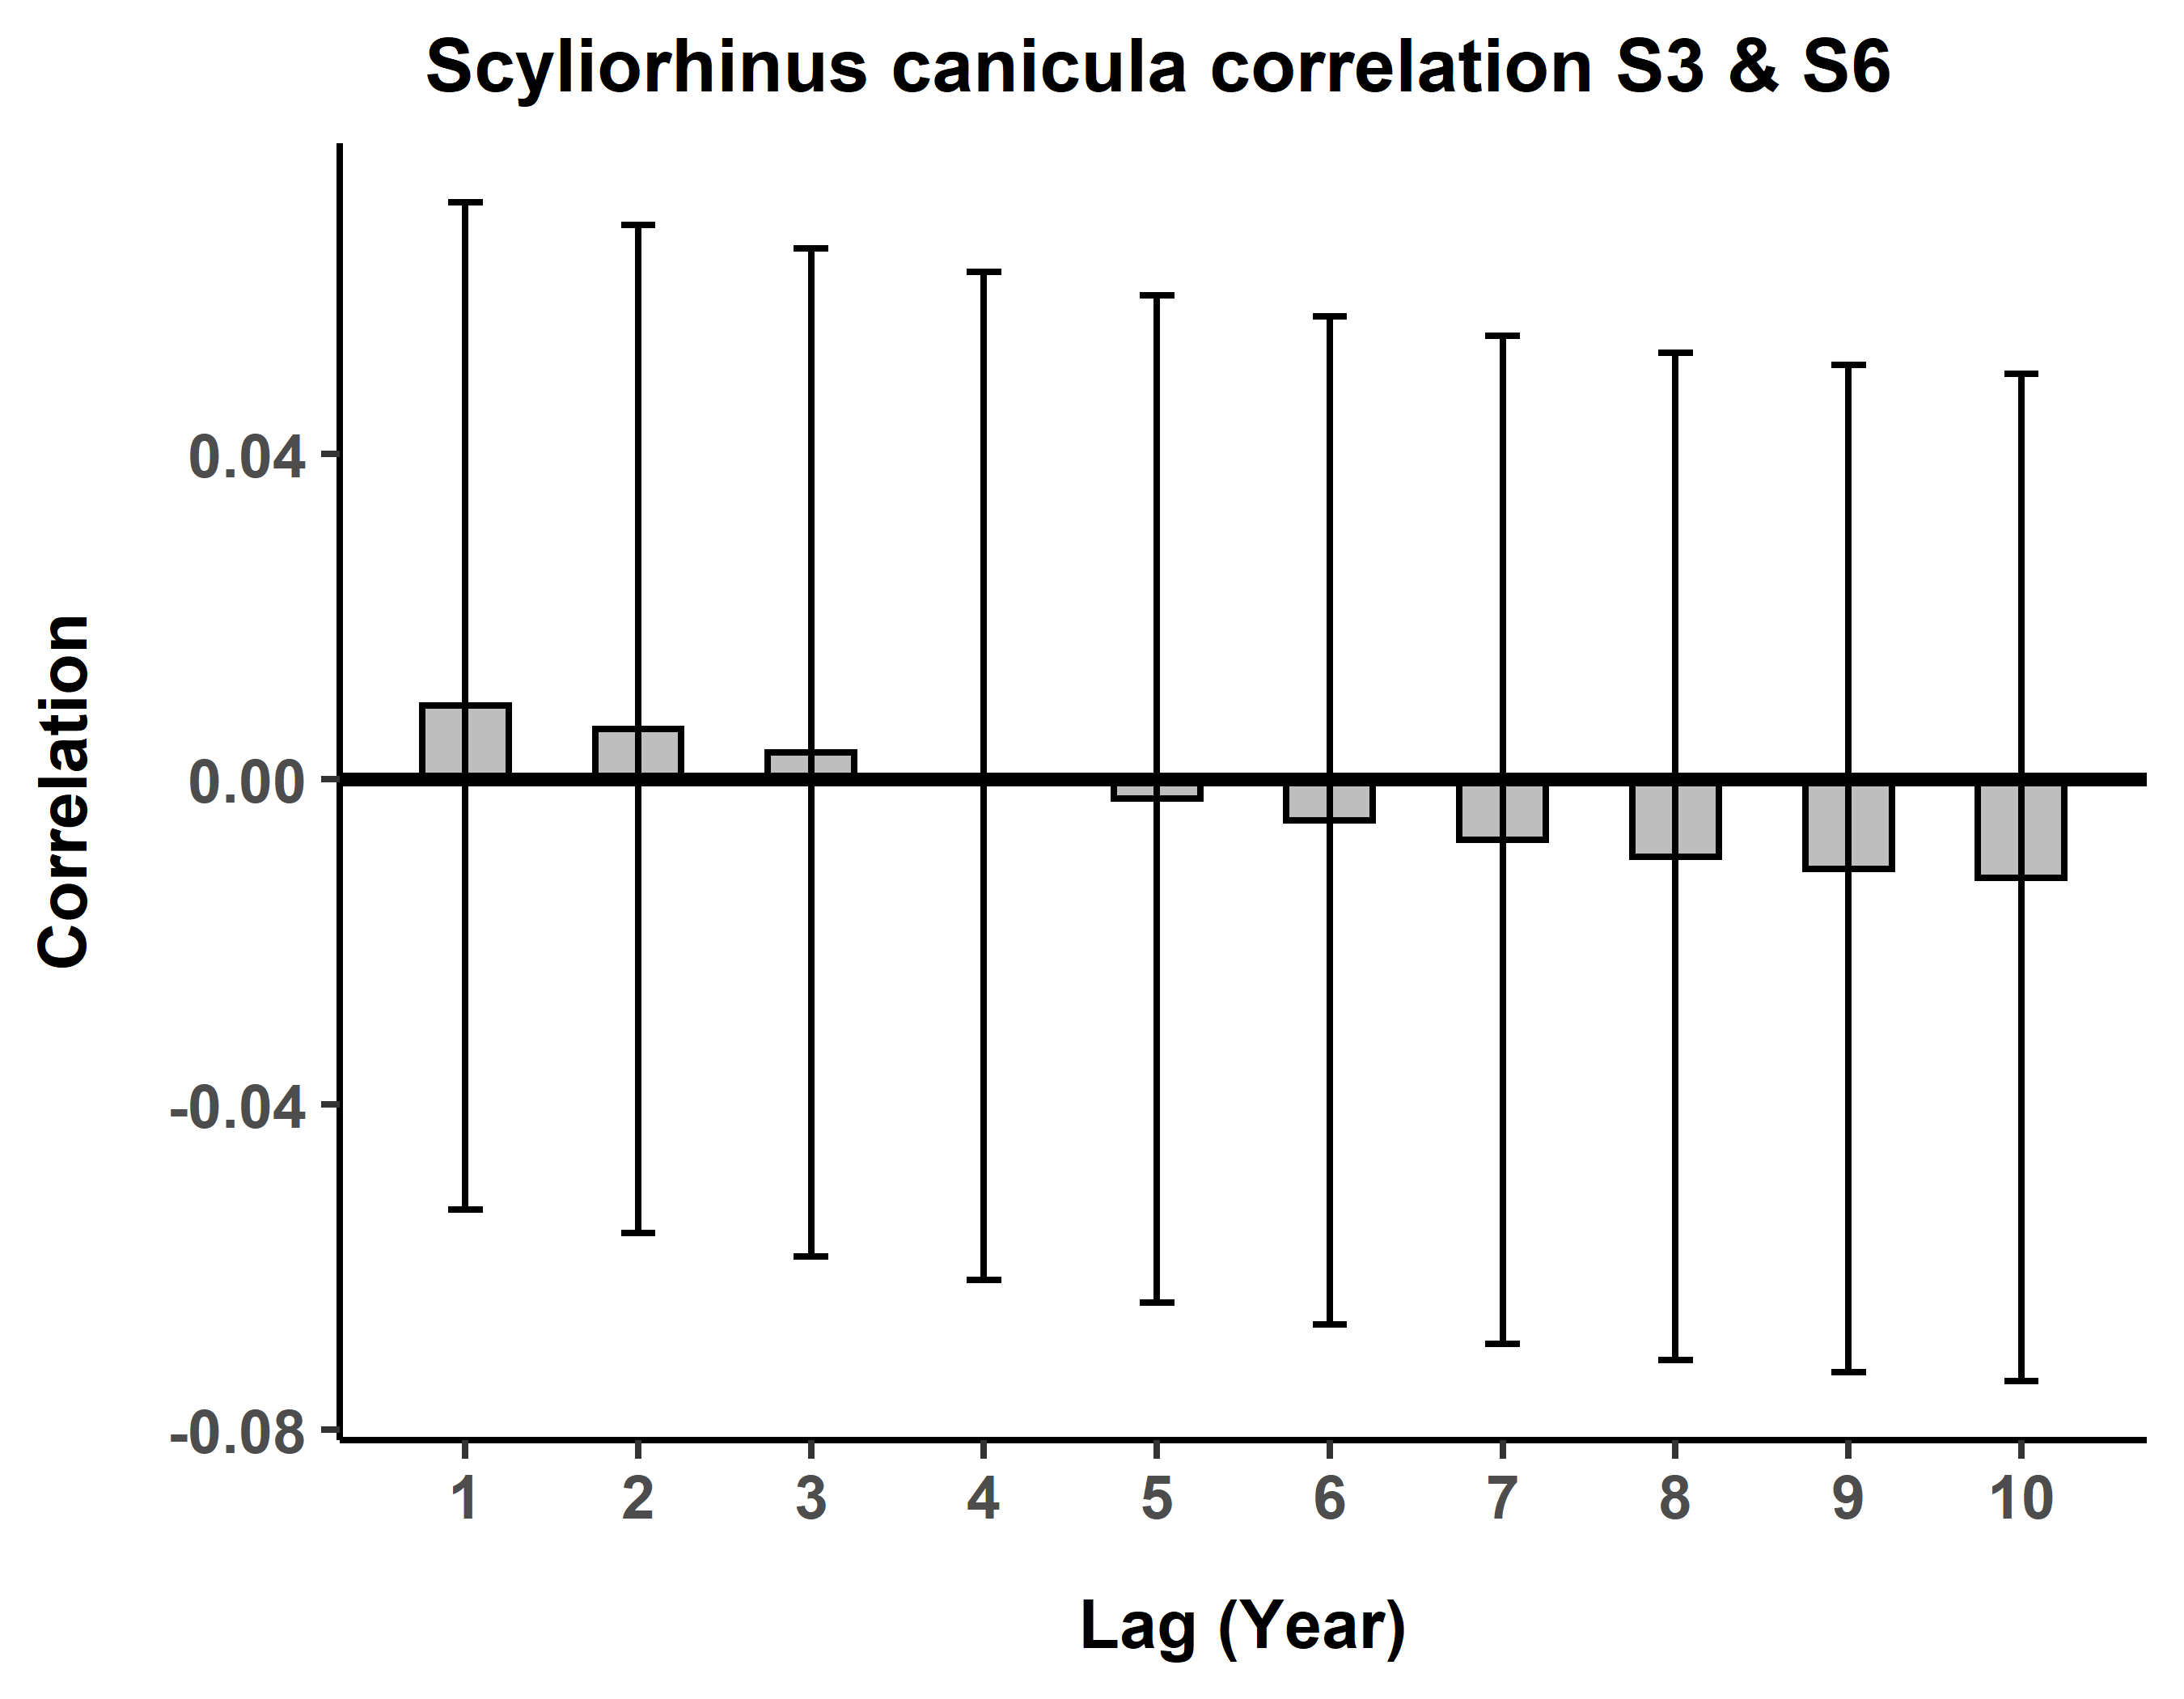 Scyliorhinus canicula correlation S3 & S6
Correlation
0.04
0.00
-0.04
-0.08
1 2 3 4 5 6 7 8 9 10
Lag (Year)